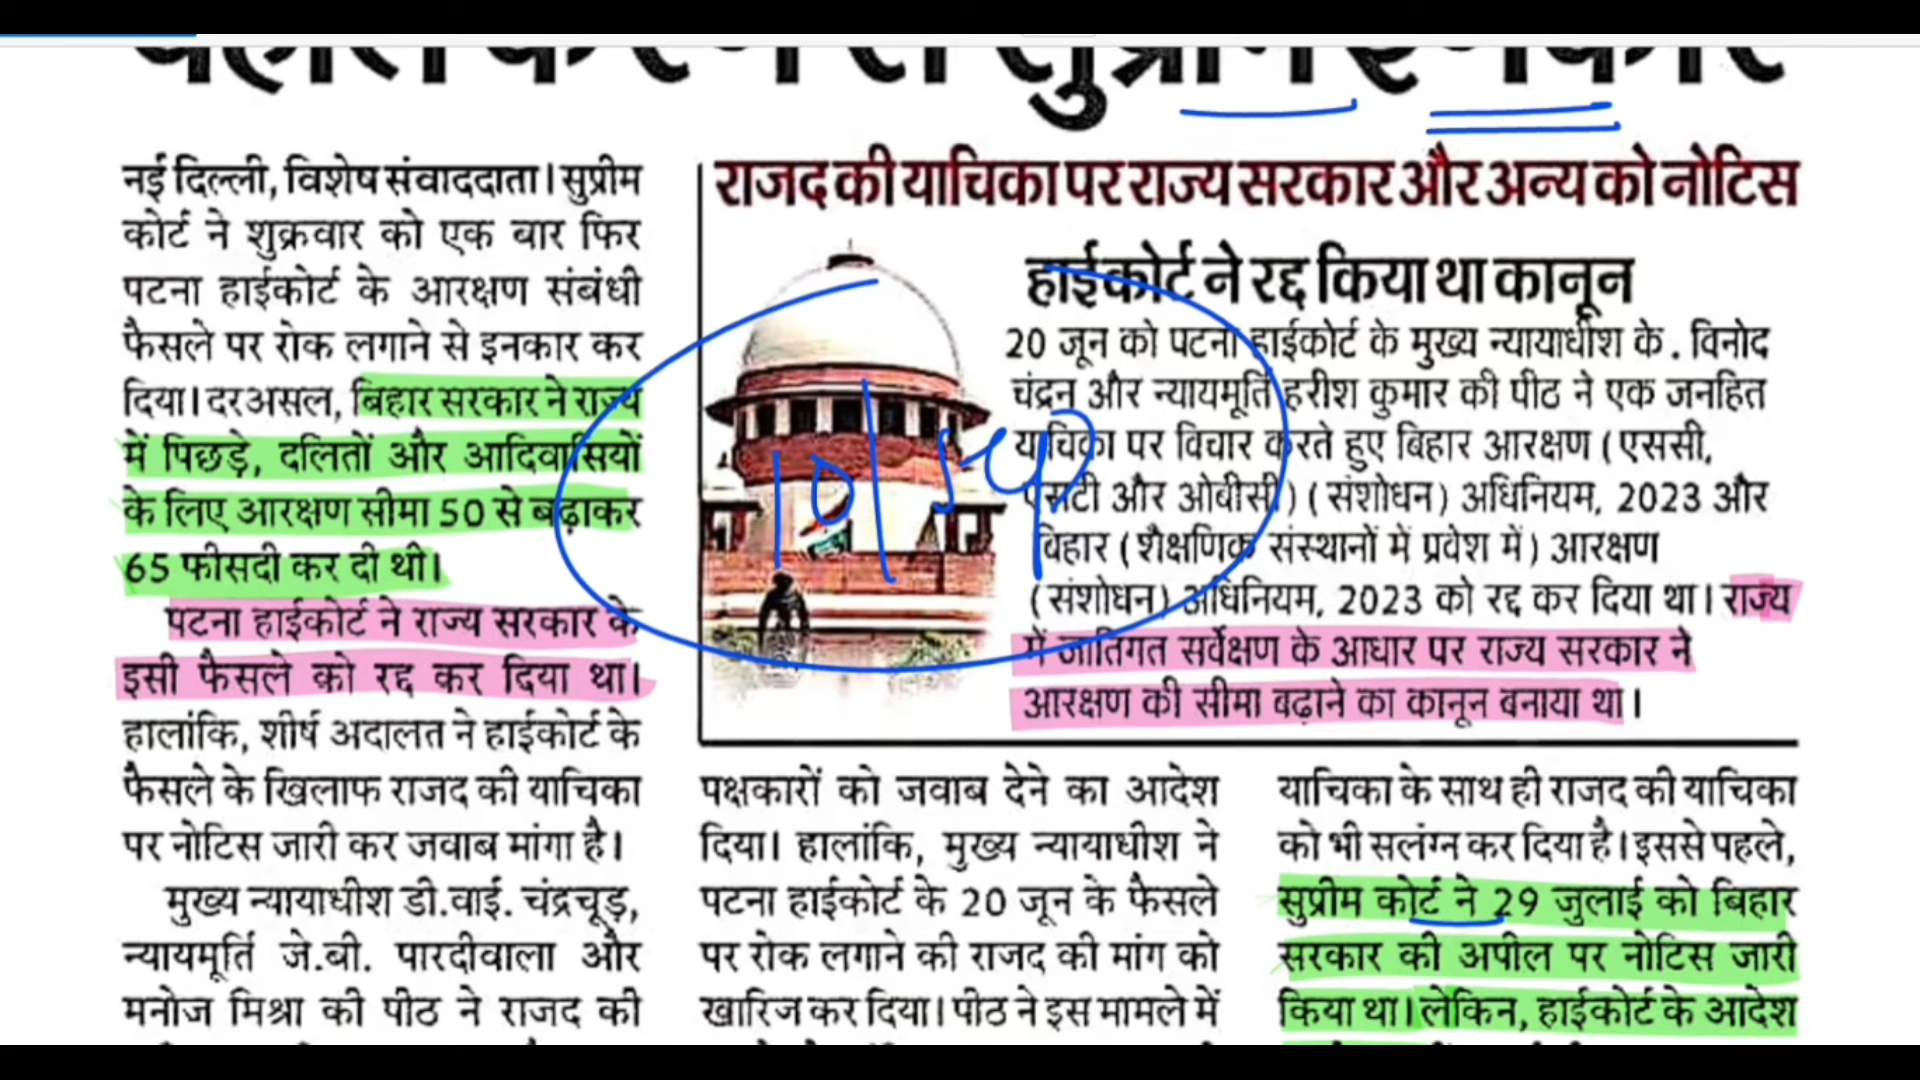 राजद की याचिका पर राज्य सरकार और अन्य को नोटिस
नई दिल्ली, विशेष संवाददाता। सुप्रीम
कोर्ट ने शुक्रवार को एक बार फिर
पटना हाईकोर्ट के आरक्षण संबंधी
फैसले पर रोक लगाने से इनकार कर
दिया। दरअसल, बिहार सरकार ने राज्य
में पिछड़े, दलितों और आदिवासियों
के लिए आरक्षण सीमा 50 से बढ़ाकर
65 फीसदी कर दी थी।
पटना हाईकोर्ट ने राज्य सरकार के
इसी फैसले को रद्द कर दिया था।
हालांकि, शीर्ष अदालत ने हाईकोर्ट के
फैसले के खिलाफ राजद की याचिका
पर नोटिस जारी कर जवाब मांगा है।
मुख्य न्यायाधीश डी.वाई. चंद्रचूड़,
न्यायमूर्ति जे.बी. पारदीवाला और
मनोज मिश्रा की पीठ ने राजद की
हाईकोर्ट ने रद्द किया था कानून
20 जून को पटना हाईकोर्ट के मुख्य न्यायाधीश के. विनोद
चंद्रन और न्यायमूर्ति हरीश कुमार की पीठ ने एक जनहित
याचिका पर विचार करते हुए बिहार आरक्षण (एससी,
एसटी और ओबीसी) (संशोधन) अधिनियम, 2023 और
बिहार (शैक्षणिक संस्थानों में प्रवेश में) आरक्षण
(संशोधन) अधिनियम, 2023 को रद्द कर दिया था। राज्य
में जातिगत सर्वेक्षण के आधार पर राज्य सरकार ने
आरक्षण की सीमा बढ़ाने का कानून बनाया था।
10/sep
पक्षकारों को जवाब देने का आदेश
दिया। हालांकि, मुख्य न्यायाधीश ने
पटना हाईकोर्ट के 20 जून के फैसले
पर रोक लगाने की राजद की मांग को
खारिज कर दिया। पीठ ने इस मामले में
याचिका के साथ ही राजद की याचिका
को भी सलंग्न कर दिया है। इससे पहले,
सुप्रीम कोर्ट ने 29 जुलाई को बिहार
सरकार की अपील पर नोटिस जारी
किया था। लेकिन, हाईकोर्ट के आदेश